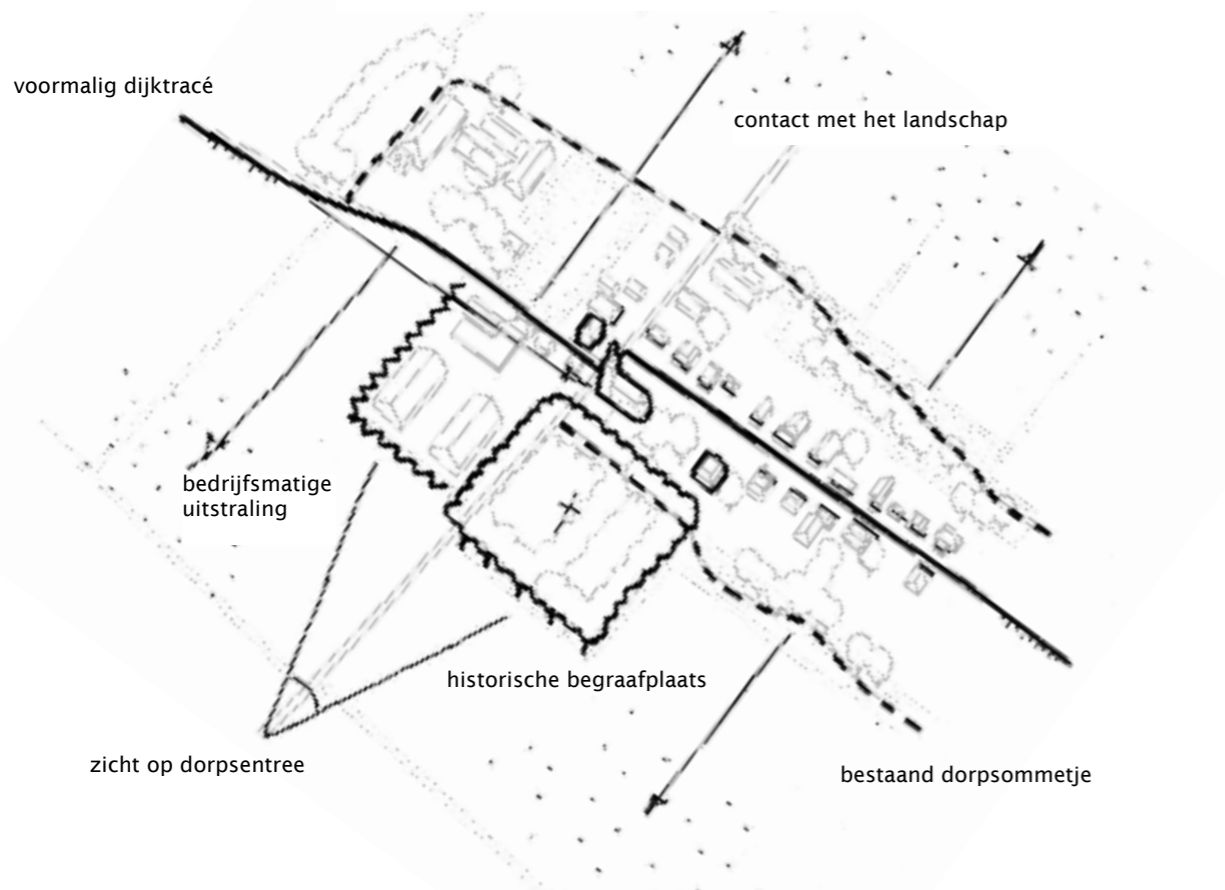 voormalig dijktracé
contact met het landschap
bedrijfsmatige
uitstraling
historische begraafplaats
zicht op dorpsentree
bestaand dorpsommetje